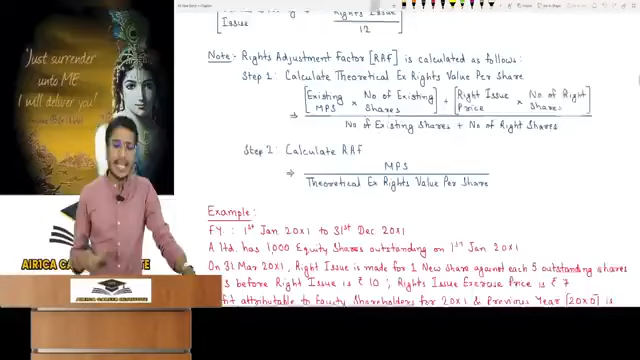 Issue
Rights Issue
12
"Just surrender
unto ME
I will deliver you!"
Note:- Rights Adjustment Factor [RAF] is calculated as follows:
Step 1: Calculate Theoretical Ex Rights Value Per Share
⇒ [Existing MPS × No of Existing Shares] + [Right Issue Price × No of Right Shares]
No of Existing Shares + No of Right Shares
Step 2: Calculate RAF
⇒ MPS
Theoretical Ex Rights Value Per Share
Example:
FY : 1st Jan 20X1 to 31st Dec 20X1
A ltd. has 1,000 Equity Shares outstanding on 1st Jan 20X1
On 31 Mar 20X1, Right Issue is made for 1 New share against each 5 outstanding shares
before Right Issue is ₹ 10 ; Rights Issue Exercise Price is ₹ 7
attributable to Equity Shareholders for 20X1 & Previous Year [20X0] is
AIRICA CAREER INSTITUTE